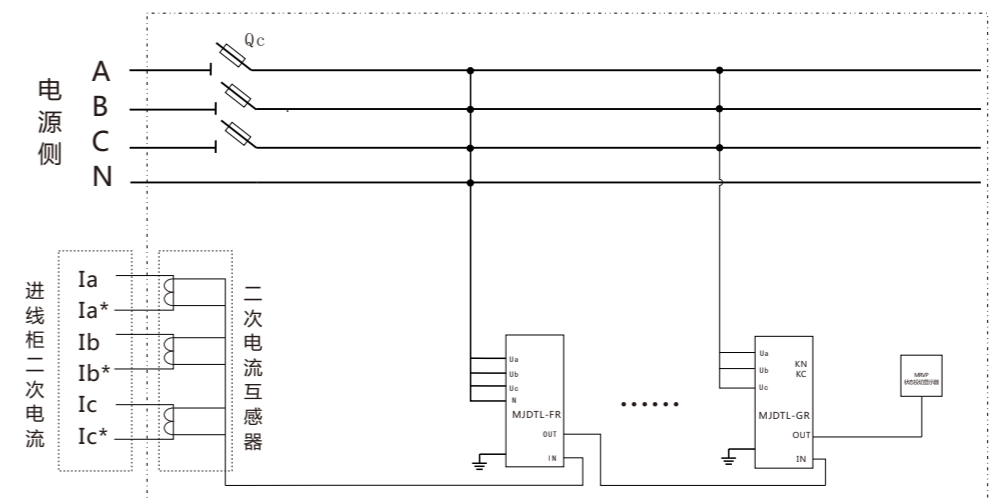 Qc
电源侧
A
B
C
N
进线柜二次电流
Ia
Ia*
Ib
Ib*
Ic
Ic*
二次电流互感器
Ua
Ub
Uc
N
MJDTL-FR
OUT
IN
••••••
Ua
Ub
Uc
KN
KC
MJDTL-GR
OUT
IN